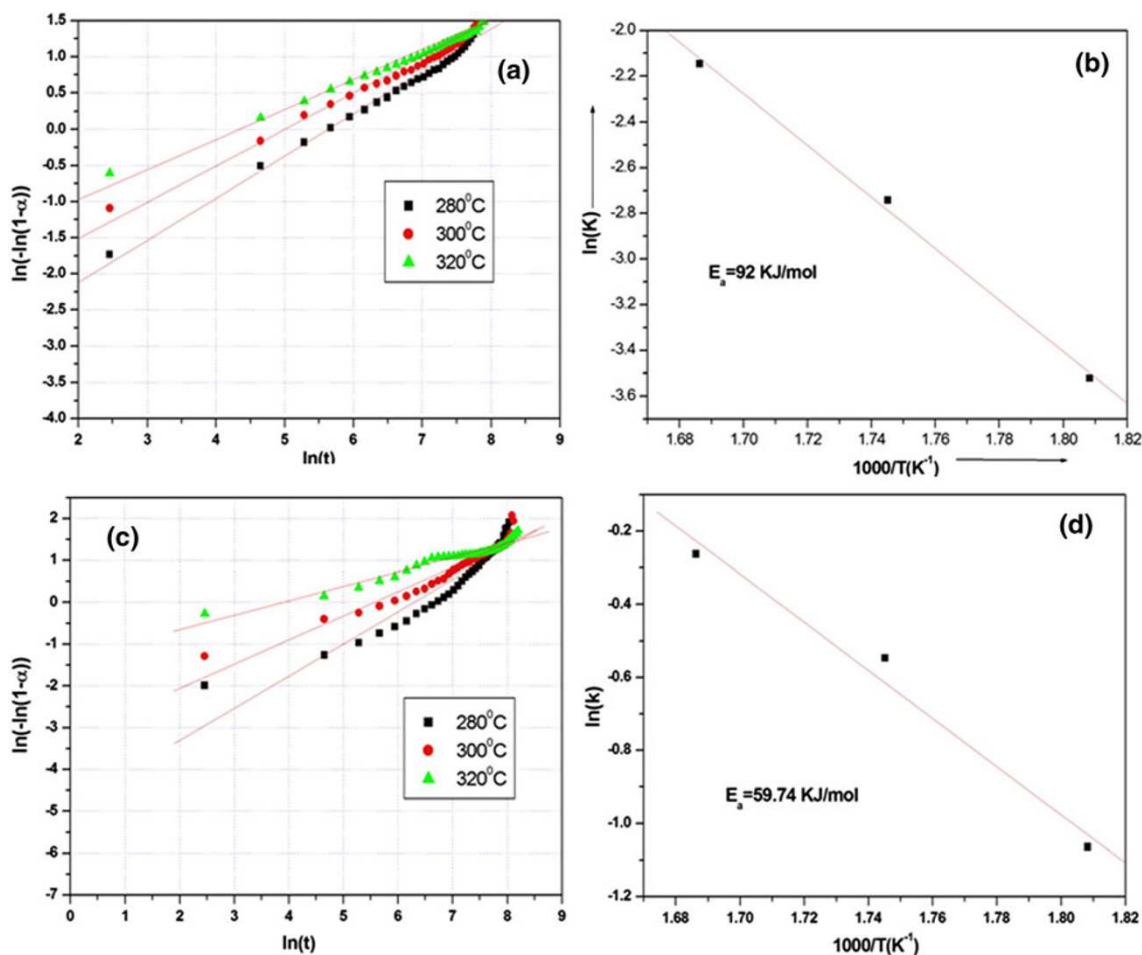 (a)
ln(-ln(1-α))
1.5
1.0
0.5
0.0
-0.5
-1.0
-1.5
-2.0
-2.5
-3.0
-3.5
-4.0
280⁰C
300⁰C
320⁰C
2 3 4 5 6 7 8 9
ln(t)
(b)
ln(K)
-2.0
-2.2
-2.4
-2.6
-2.8
-3.0
-3.2
-3.4
-3.6
Eₐ=92 KJ/mol
1.68 1.70 1.72 1.74 1.76 1.78 1.80 1.82
1000/T(K⁻¹)
(c)
ln(-ln(1-α))
2
1
0
-1
-2
-3
-4
-5
-6
-7
280⁰C
300⁰C
320⁰C
0 1 2 3 4 5 6 7 8 9
ln(t)
(d)
ln(k)
-0.2
-0.4
-0.6
-0.8
-1.0
-1.2
Eₐ=59.74 KJ/mol
1.68 1.70 1.72 1.74 1.76 1.78 1.80 1.82
1000/T(K⁻¹)